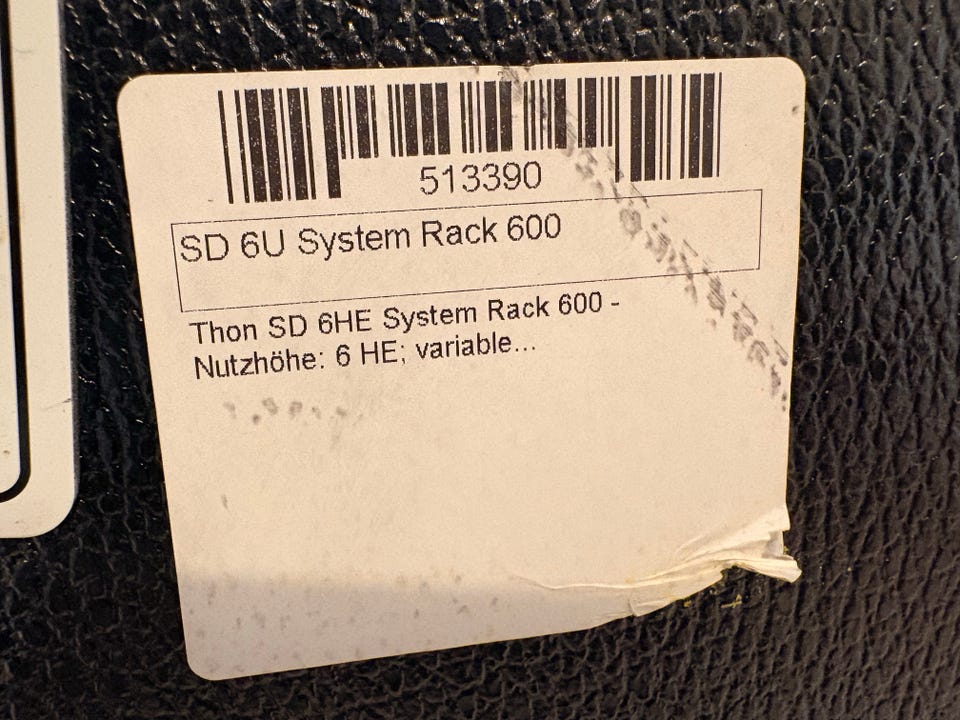 513390
SD 6U System Rack 600
Thon SD 6HE System Rack 600 -
Nutzhöhe: 6 HE; variable...